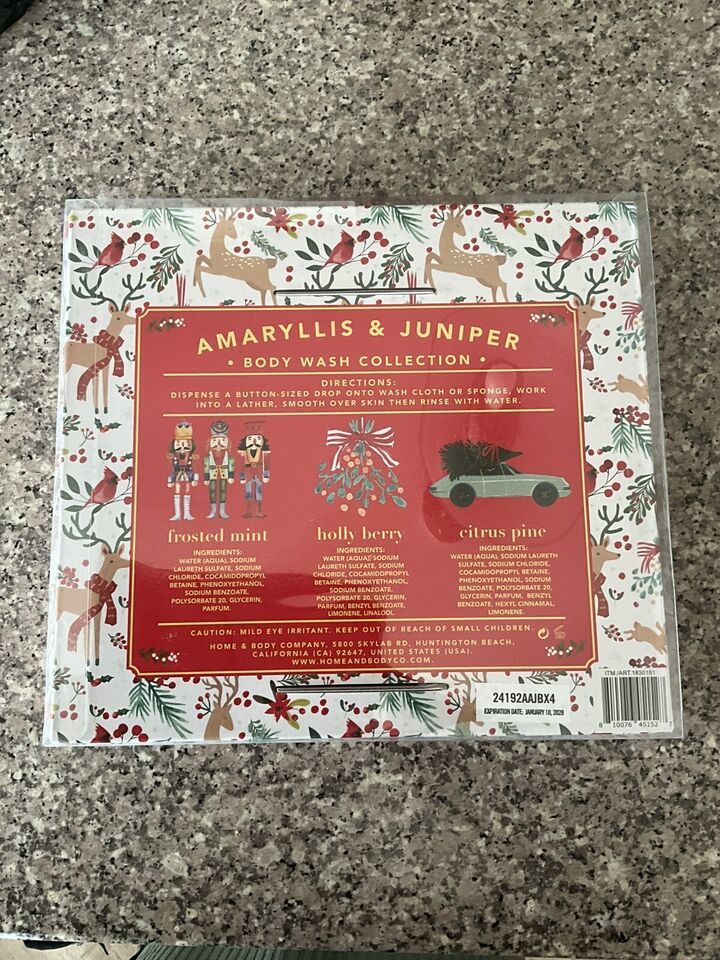 AMARYLLIS & JUNIPER
• BODY WASH COLLECTION •
DIRECTIONS:
DISPENSE A BUTTON-SIZED DROP ONTO WASH CLOTH OR SPONGE, WORK
INTO A LATHER, SMOOTH OVER SKIN THEN RINSE WITH WATER.
frosted mint
INGREDIENTS:
WATER (AQUA), SODIUM
LAURETH SULFATE, SODIUM
CHLORIDE, COCAMIDOPROPYL
BETAINE, PHENOXYETHANOL,
SODIUM BENZOATE,
POLYSORBATE 20, GLYCERIN,
PARFUM.
holly berry
INGREDIENTS:
WATER (AQUA), SODIUM
LAURETH SULFATE, SODIUM
CHLORIDE, COCAMIDOPROPYL
BETAINE, PHENOXYETHANOL,
SODIUM BENZOATE,
POLYSORBATE 20, GLYCERIN,
PARFUM, BENZYL BENZOATE,
LIMONENE, LINALOOL.
citrus pine
INGREDIENTS:
WATER (AQUA), SODIUM LAURETH
SULFATE, SODIUM CHLORIDE,
COCAMIDOPROPYL BETAINE,
PHENOXYETHANOL, SODIUM
BENZOATE, POLYSORBATE 20,
GLYCERIN, PARFUM, BENZYL
BENZOATE, HEXYL CINNAMAL,
LIMONENE.
CAUTION: MILD EYE IRRITANT. KEEP OUT OF REACH OF SMALL CHILDREN.
HOME & BODY COMPANY, 5800 SKYLAB RD, HUNTINGTON BEACH,
CALIFORNIA (CA) 92647, UNITED STATES (USA).
WWW.HOMEANDBODYCO.COM.
ITM./ART.1830181
24192AAJBX4
EXPIRATION DATE: JANUARY 10, 2028
8 10076 45152 7